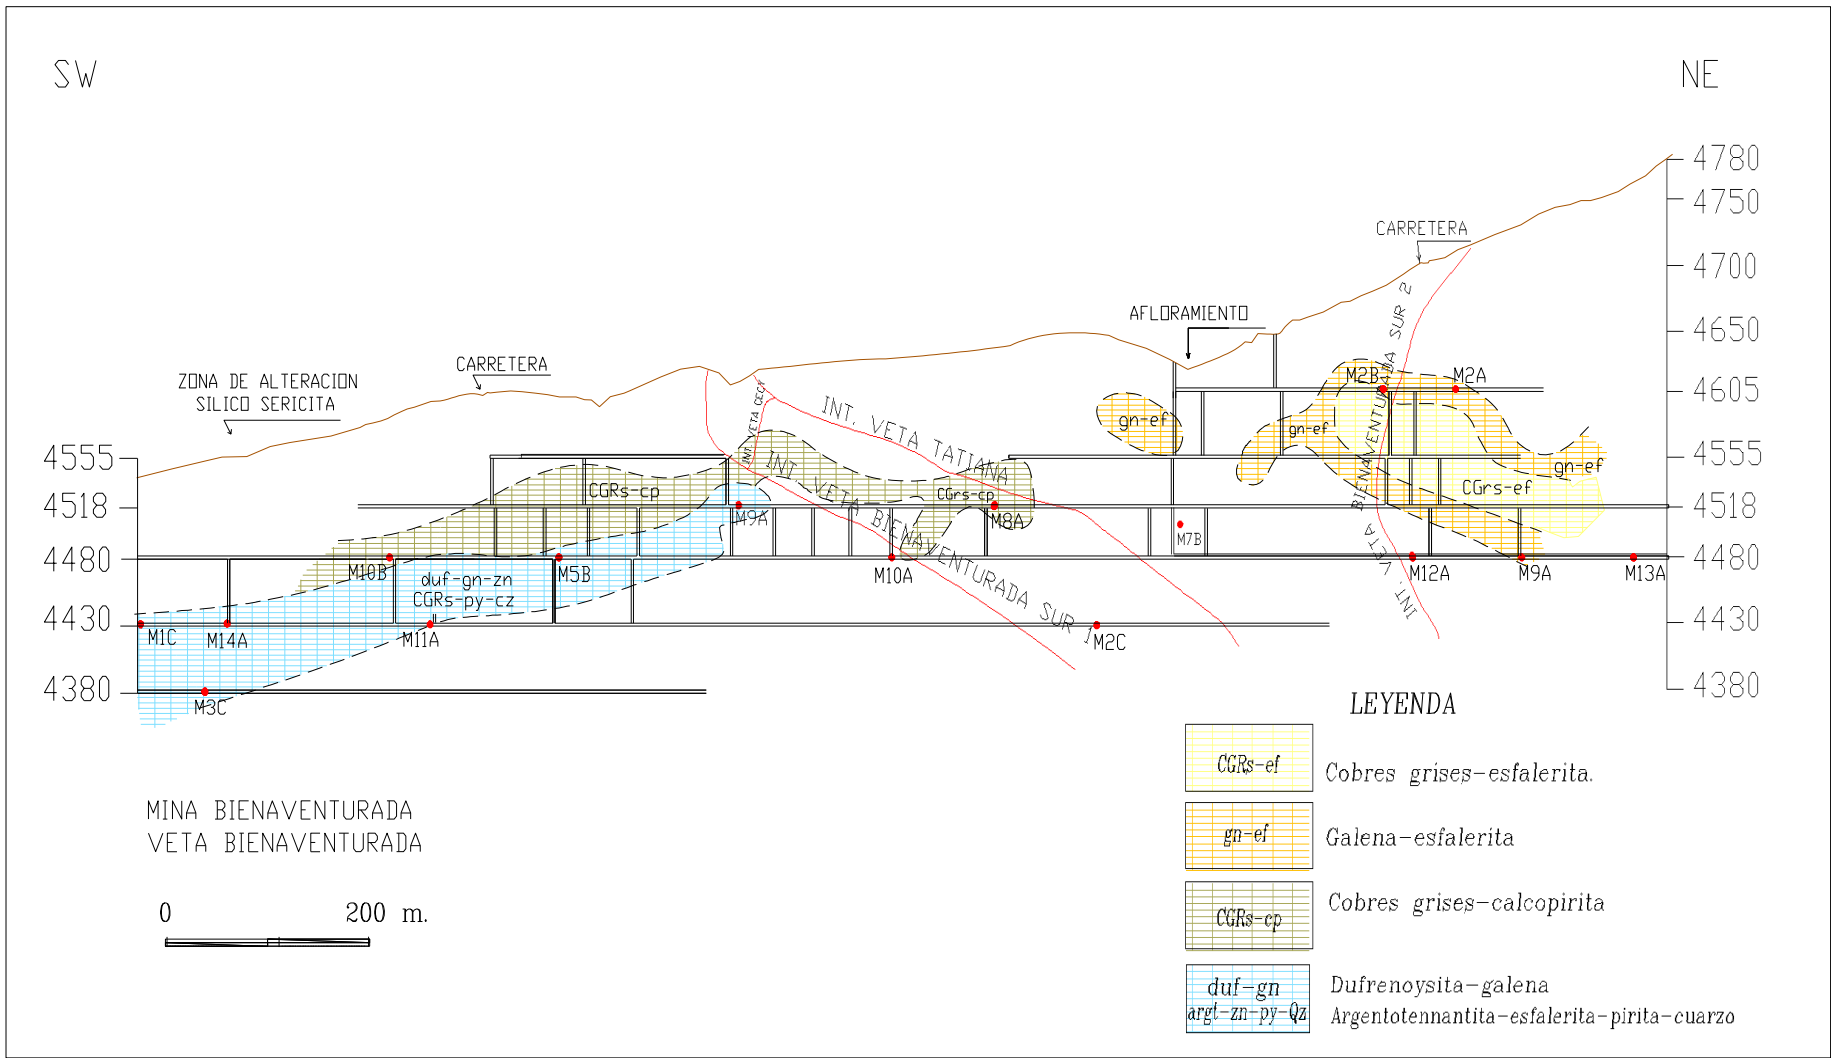 SW
NE
4780
4750
CARRETERA
4700
INT. VETA BIENAVENTURADA SUR 2
AFLORAMIENTO
4650
CARRETERA
ZONA DE ALTERACION
SILICO SERICITA
M2B
M2A
4605
INT. VETA CECY
INT. VETA TATIANA
gn-ef
gn-ef
4555
4555
INT VETA BIENAVENTURADA SUR 1
gn-ef
CGRs-cp
CGrs-cp
CGrs-ef
4518
M9A
M8A
4518
M7B
4480
M10B
M5B
M10A
M12A
M9A
M13A
4480
duf-gn-zn
CGRs-py-cz
4430
M1C
M14A
M11A
M2C
4430
4380
M3C
4380
LEYENDA
CGRs-ef
Cobres grises-esfalerita.
MINA BIENAVENTURADA
VETA BIENAVENTURADA
gn-ef
Galena-esfalerita
0
200 m.
CGRs-cp
Cobres grises-calcopirita
duf-gn
argt-zn-py-Qz
Dufrenoysita-galena
Argentotennantita-esfalerita-pirita-cuarzo